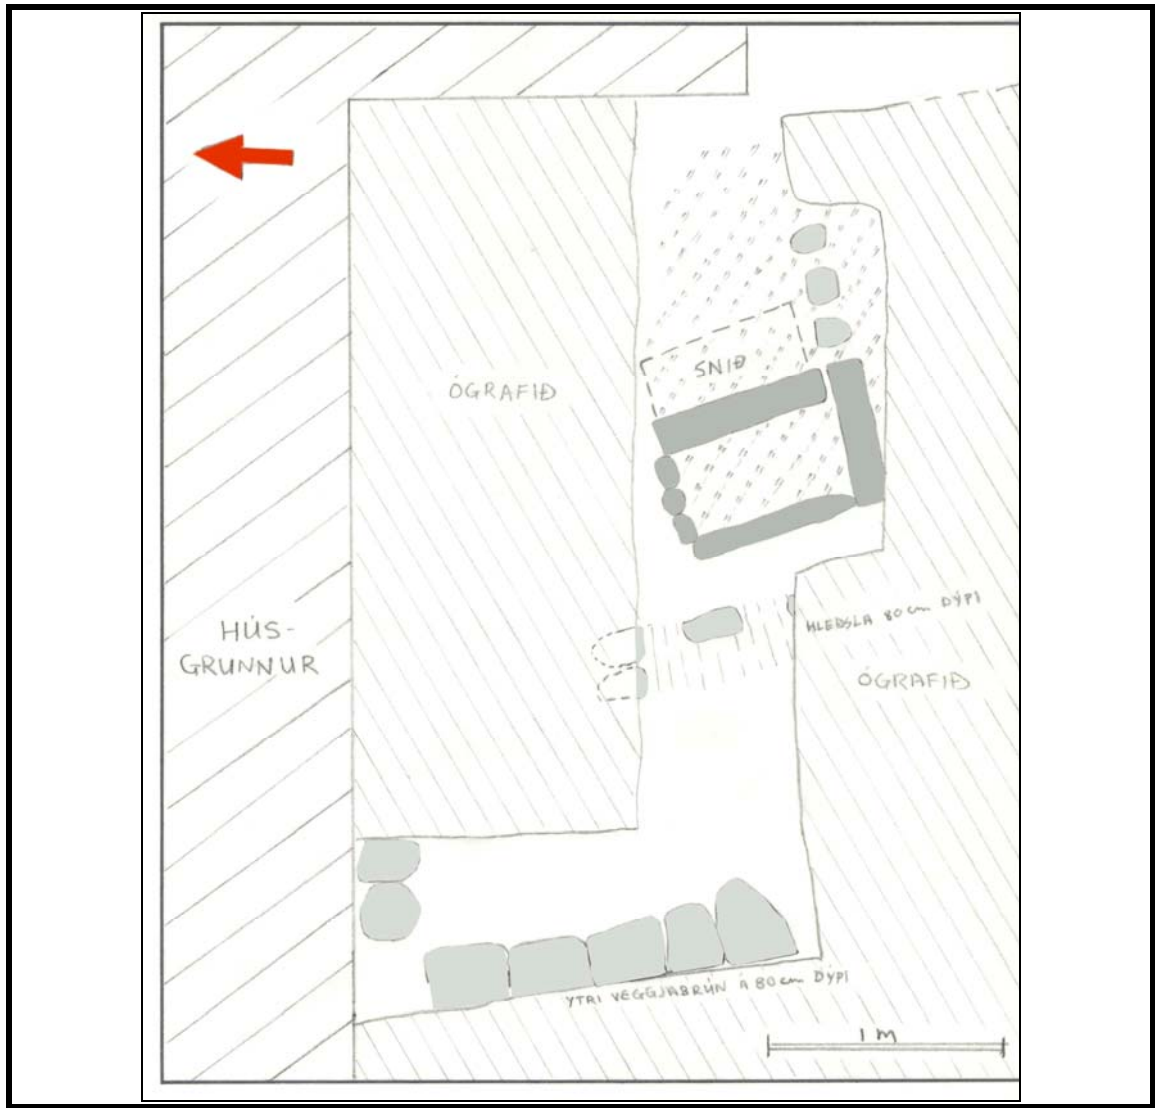 SNIÐ
ÓGRAFIÐ
HLEÐSLA 80 cm DÝPI
HÚS-
GRUNNUR
ÓGRAFIÐ
YTRI VEGGJABRÚN Á 80 cm DÝPI
1 M